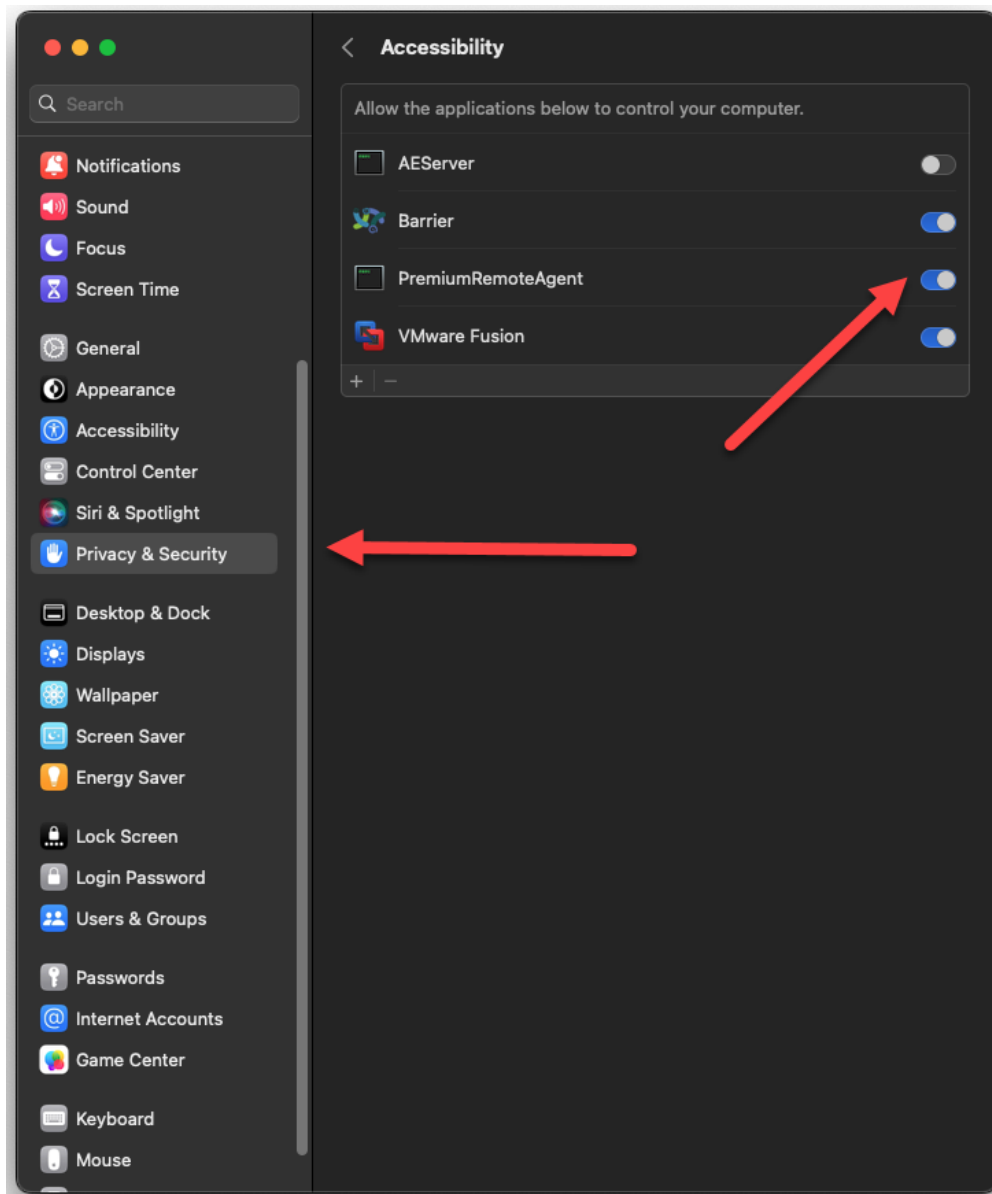 Accessibility
Search
Allow the applications below to control your computer.
AEServer
Barrier
PremiumRemoteAgent
VMware Fusion
Notifications
Sound
Focus
Screen Time
General
Appearance
Accessibility
Control Center
Siri & Spotlight
Privacy & Security
Desktop & Dock
Displays
Wallpaper
Screen Saver
Energy Saver
Lock Screen
Login Password
Users & Groups
Passwords
Internet Accounts
Game Center
Keyboard
Mouse